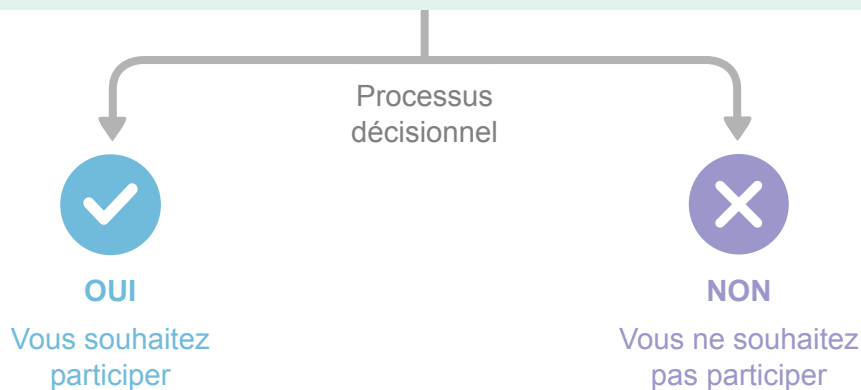 Processus
décisionnel
OUI
Vous souhaitez
participer
NON
Vous ne souhaitez
pas participer